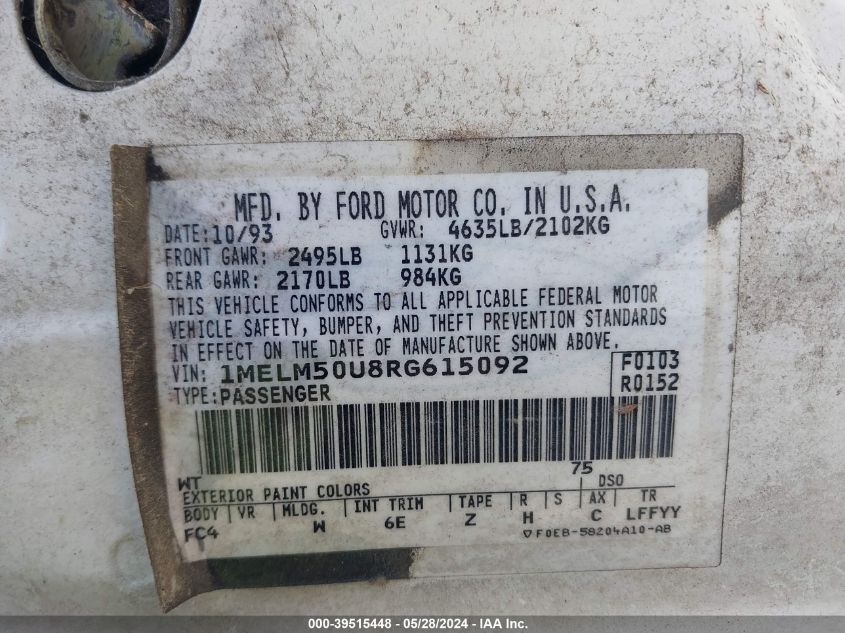 MFD. BY FORD MOTOR CO. IN U.S.A.
DATE: 10/93 GVWR: 4635LB/2102KG
FRONT GAWR: 2495LB 1131KG
REAR GAWR: 2170LB 984KG
THIS VEHICLE CONFORMS TO ALL APPLICABLE FEDERAL MOTOR
VEHICLE SAFETY, BUMPER, AND THEFT PREVENTION STANDARDS
IN EFFECT ON THE DATE OF MANUFACTURE SHOWN ABOVE.
VIN: 1MELM50U8RG615092 F0103
TYPE: PASSENGER R0152
WT 75
EXTERIOR PAINT COLORS DSO
BODY VR MLDG. INT TRIM TAPE R S AX TR
FC4 W 6E Z H C LFFYY
▽F0EB-58204A10-AB
000-39515448 - 05/28/2024 - IAA Inc.